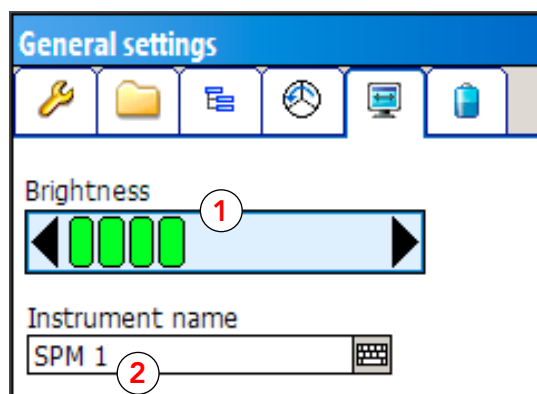 General settings
Brightness
1
Instrument name
SPM 1
2